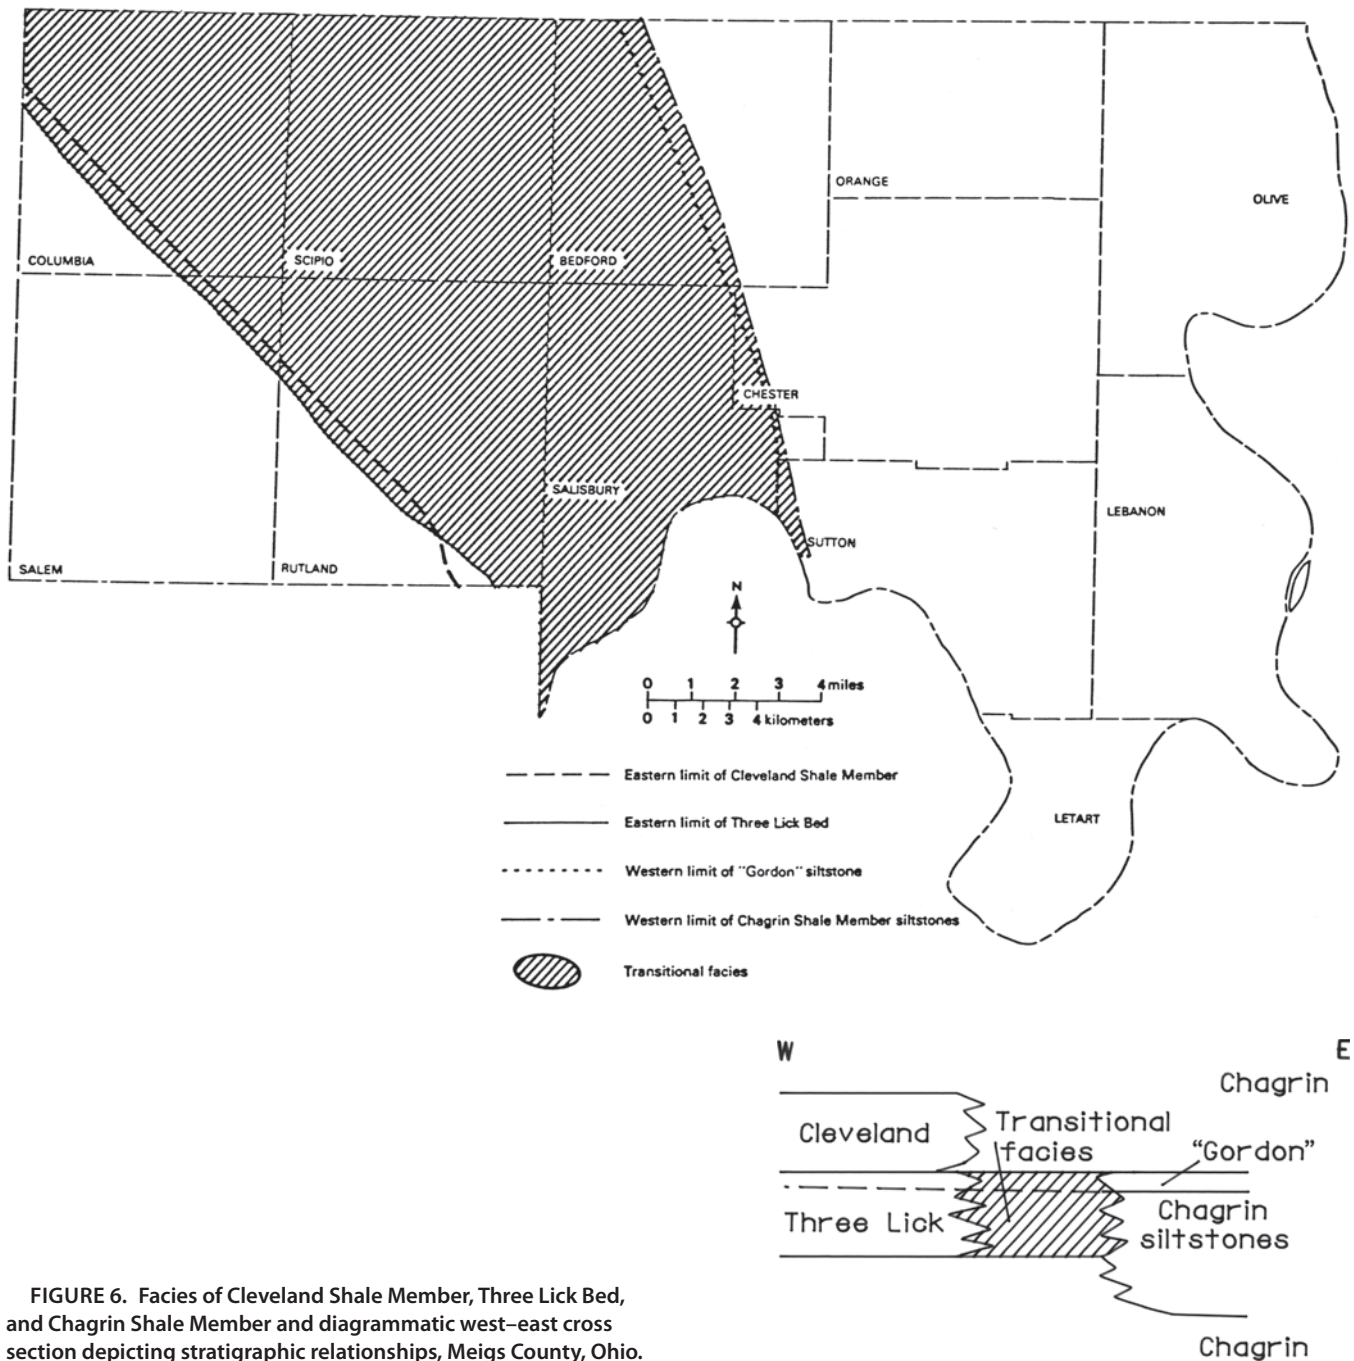 ORANGE
OLIVE
COLUMBIA
SCIPIO
BEDFORD
CHESTER
SALISBURY
LEBANON
SUTTON
SALEM
RUTLAND
N
0 1 2 3 4 miles
0 1 2 3 4 kilometers
Eastern limit of Cleveland Shale Member
Eastern limit of Three Lick Bed
LETART
Western limit of "Gordon" siltstone
Western limit of Chagrin Shale Member siltstones
Transitional facies
W E
Chagrin
Transitional
facies
Cleveland
“Gordon”
Three Lick
Chagrin
siltstones
Chagrin
FIGURE 6. Facies of Cleveland Shale Member, Three Lick Bed,
and Chagrin Shale Member and diagrammatic west–east cross
section depicting stratigraphic relationships, Meigs County, Ohio.